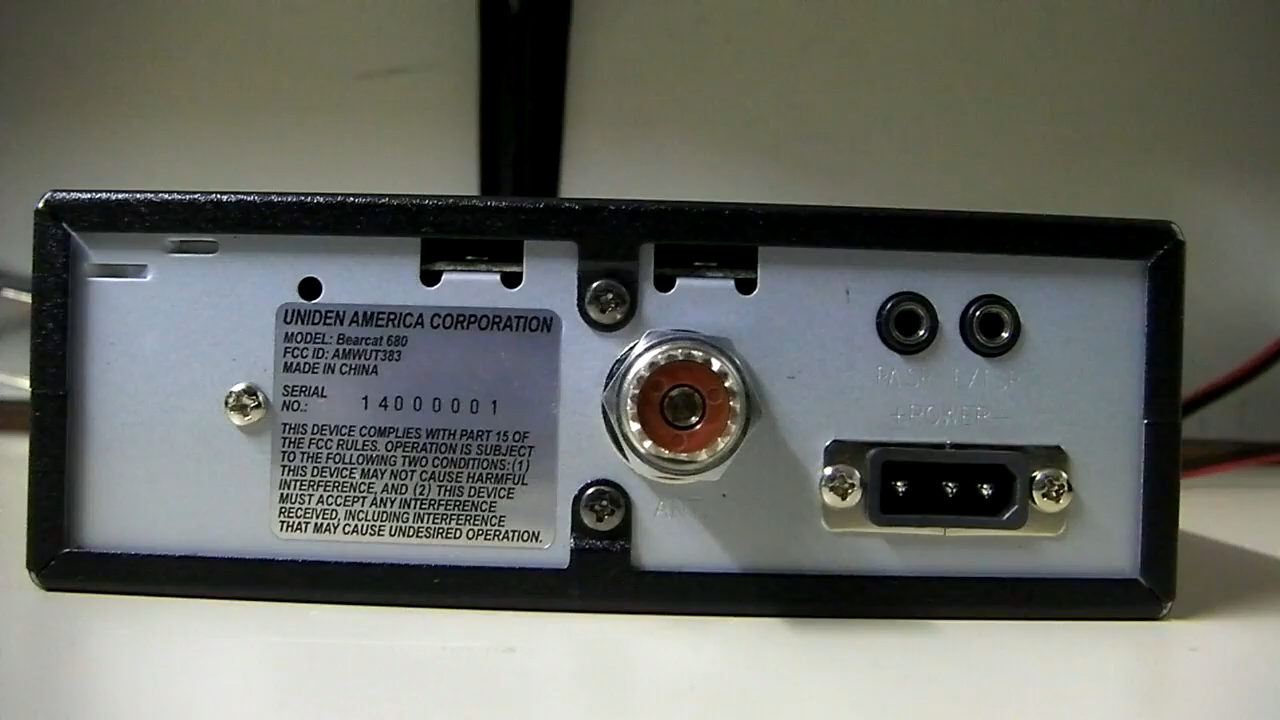 UNIDEN AMERICA CORPORATION
MODEL: Bearcat 680
FCC ID: AMWUT383
MADE IN CHINA
SERIAL
NO.: 14000001
THIS DEVICE COMPLIES WITH PART 15 OF
THE FCC RULES. OPERATION IS SUBJECT
TO THE FOLLOWING TWO CONDITIONS: (1)
THIS DEVICE MAY NOT CAUSE HARMFUL
INTERFERENCE, AND (2) THIS DEVICE
MUST ACCEPT ANY INTERFERENCE
RECEIVED, INCLUDING INTERFERENCE
THAT MAY CAUSE UNDESIRED OPERATION.
+POWER−